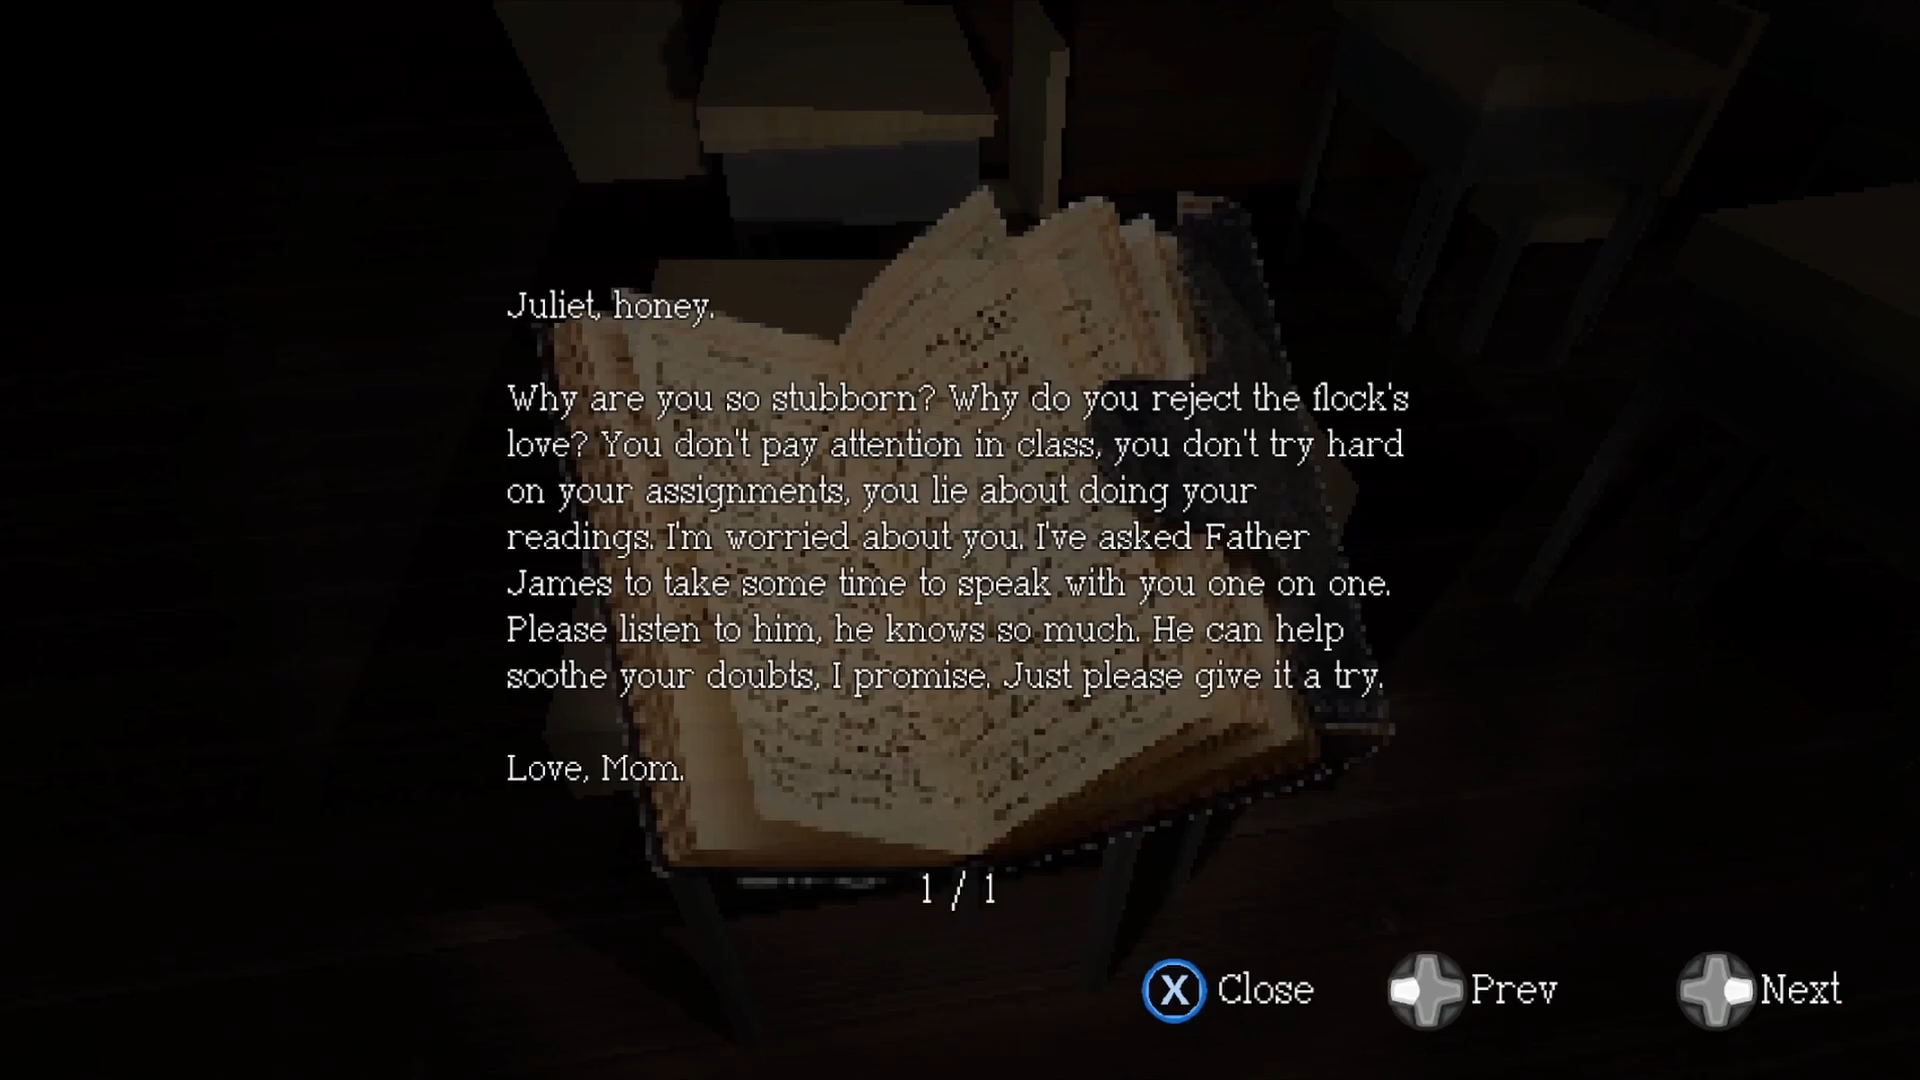 Juliet, honey.
Why are you so stubborn? Why do you reject the flock's
love? You don't pay attention in class, you don't try hard
on your assignments, you lie about doing your
readings. I'm worried about you. I've asked Father
James to take some time to speak with you one on one.
Please listen to him, he knows so much. He can help
soothe your doubts, I promise. Just please give it a try.
Love, Mom.
1 / 1
X Close Prev Next